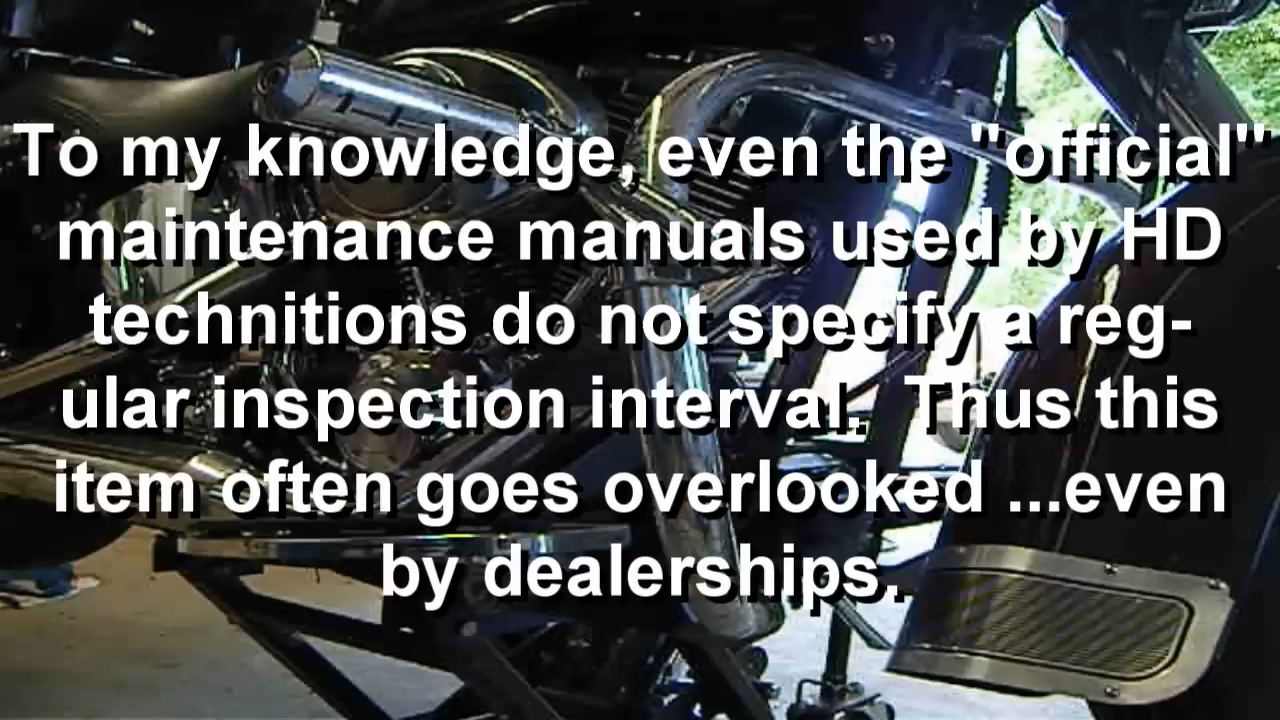 To my knowledge, even the "official"
maintenance manuals used by HD
technitions do not specify a reg-
ular inspection interval.  Thus this
item often goes overlooked ...even
by dealerships.